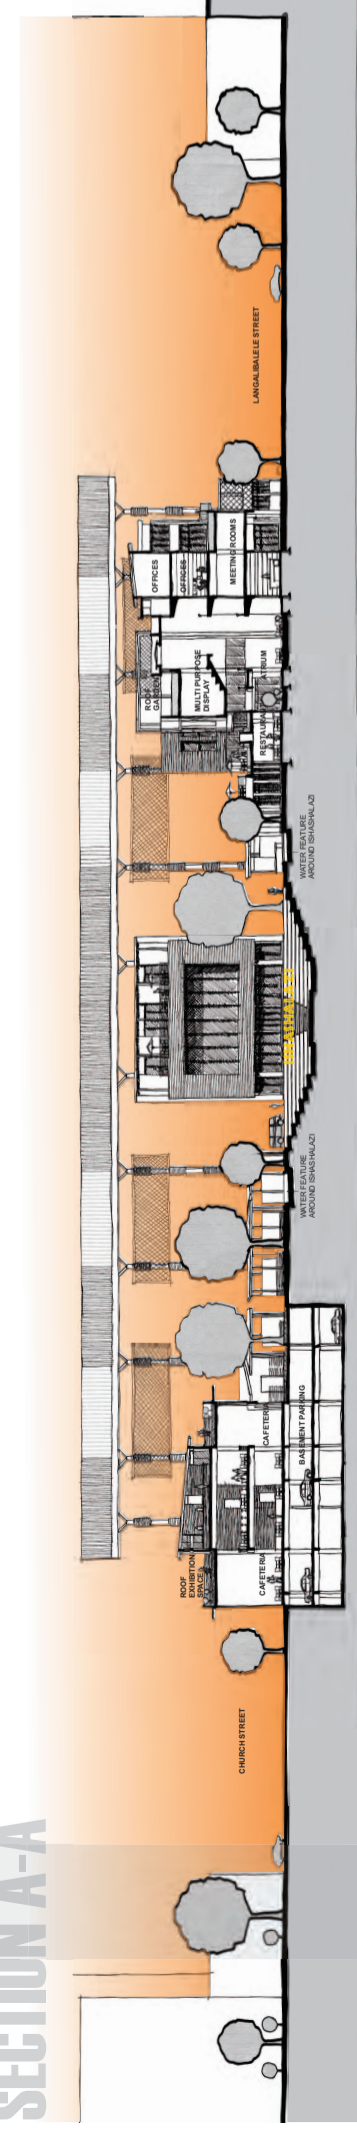 SECTION A-A
CHURCH STREET
ROOF
EXHIBITION
SPACE
CAFETERIA
CAFETERIA
BASEMENT PARKING
WATER FEATURE
AROUND ISHASHALAZI
ISHASHALAZI
WATER FEATURE
AROUND ISHASHALAZI
RESTAURANT
ATRIUM
MULTI PURPOSE
DISPLAY
ROOF
GARDEN
OFFICES
OFFICES
MEETING ROOMS
LANGALIBALELE STREET